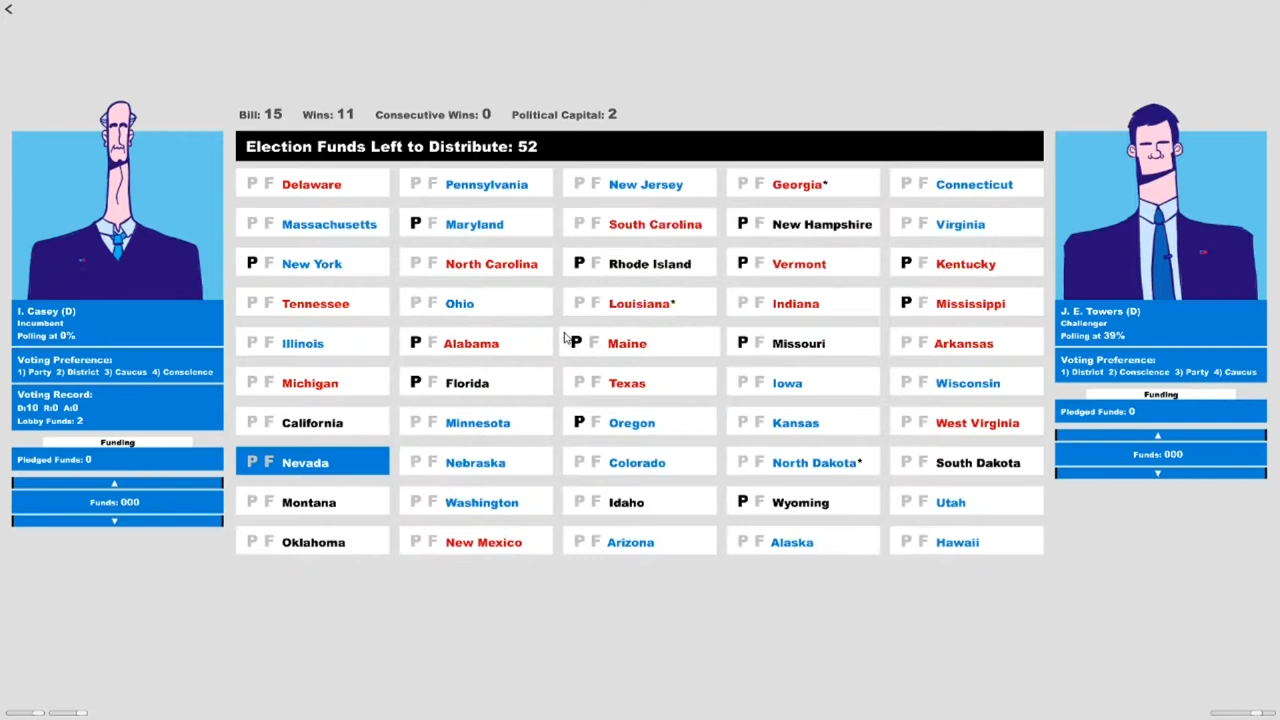 <
Bill: 15 Wins: 11 Consecutive Wins: 0 Political Capital: 2
Election Funds Left to Distribute: 52
P F Delaware P F Pennsylvania P F New Jersey P F Georgia* P F Connecticut
P F Massachusetts P Maryland P F South Carolina P New Hampshire P F Virginia
P New York P F North Carolina P Rhode Island P Vermont P Kentucky
P F Tennessee P F Ohio P F Louisiana* P F Indiana P Mississippi
P F Illinois P Alabama P F Maine P Missouri P F Arkansas
P F Michigan P Florida P F Texas P F Iowa P F Wisconsin
California P F Minnesota P F Oregon P F Kansas P F West Virginia
P F Nevada P F Nebraska P F Colorado P F North Dakota* South Dakota
Montana P F Washington Idaho P Wyoming P F Utah
P F Oklahoma P F New Mexico P F Arizona P F Alaska P F Hawaii
I. Casey (D)
Incumbent
Polling at 0%
Voting Preference:
1) Party 2) District 3) Caucus 4) Conscience
Voting Record:
D:10 R:0 A:0
Lobby Funds: 2
Funding
Pledged Funds: 0
Funds: 000
J. E. Towers (D)
Challenger
Polling at 39%
Voting Preference:
1) District 2) Conscience 3) Party 4) Caucus
Funding
Pledged Funds: 0
Funds: 000